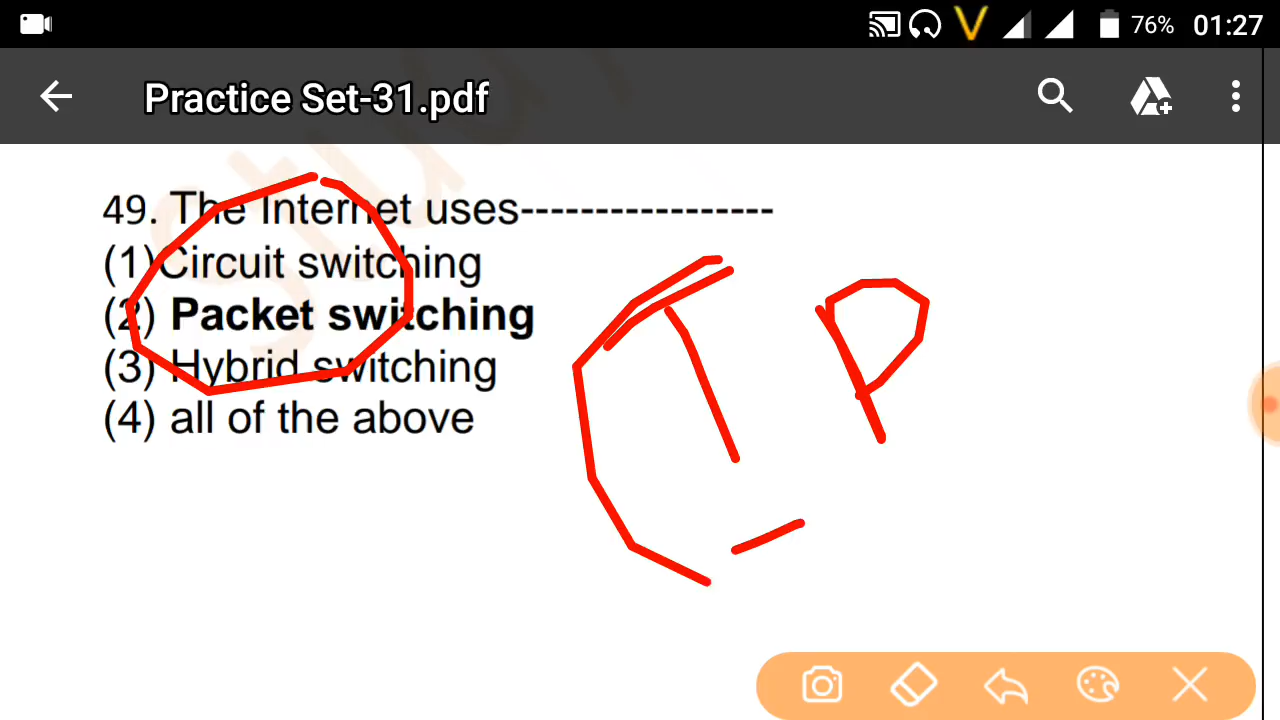 76% 01:27
Practice Set-31.pdf
49. The Internet uses-----------------
(1)Circuit switching
(2) Packet switching
(3) Hybrid switching
(4) all of the above